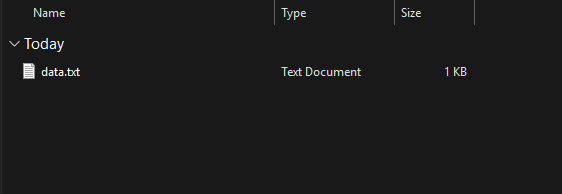 Name Type Size
Today
data.txt Text Document 1 KB